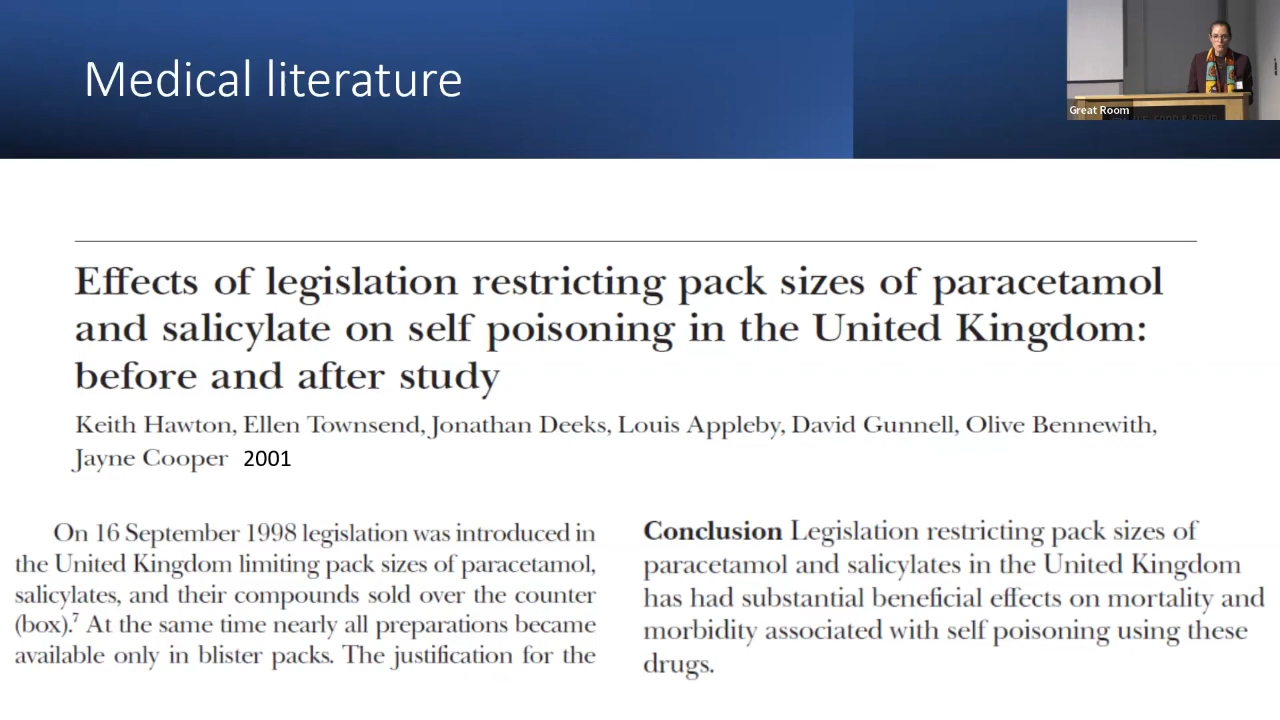 Medical literature
Great Room
U.S. FOOD & DRUG
Effects of legislation restricting pack sizes of paracetamol
and salicylate on self poisoning in the United Kingdom:
before and after study
Keith Hawton, Ellen Townsend, Jonathan Deeks, Louis Appleby, David Gunnell, Olive Bennewith,
Jayne Cooper 2001
On 16 September 1998 legislation was introduced in
the United Kingdom limiting pack sizes of paracetamol,
salicylates, and their compounds sold over the counter
(box).⁷ At the same time nearly all preparations became
available only in blister packs. The justification for the
Conclusion Legislation restricting pack sizes of
paracetamol and salicylates in the United Kingdom
has had substantial beneficial effects on mortality and
morbidity associated with self poisoning using these
drugs.